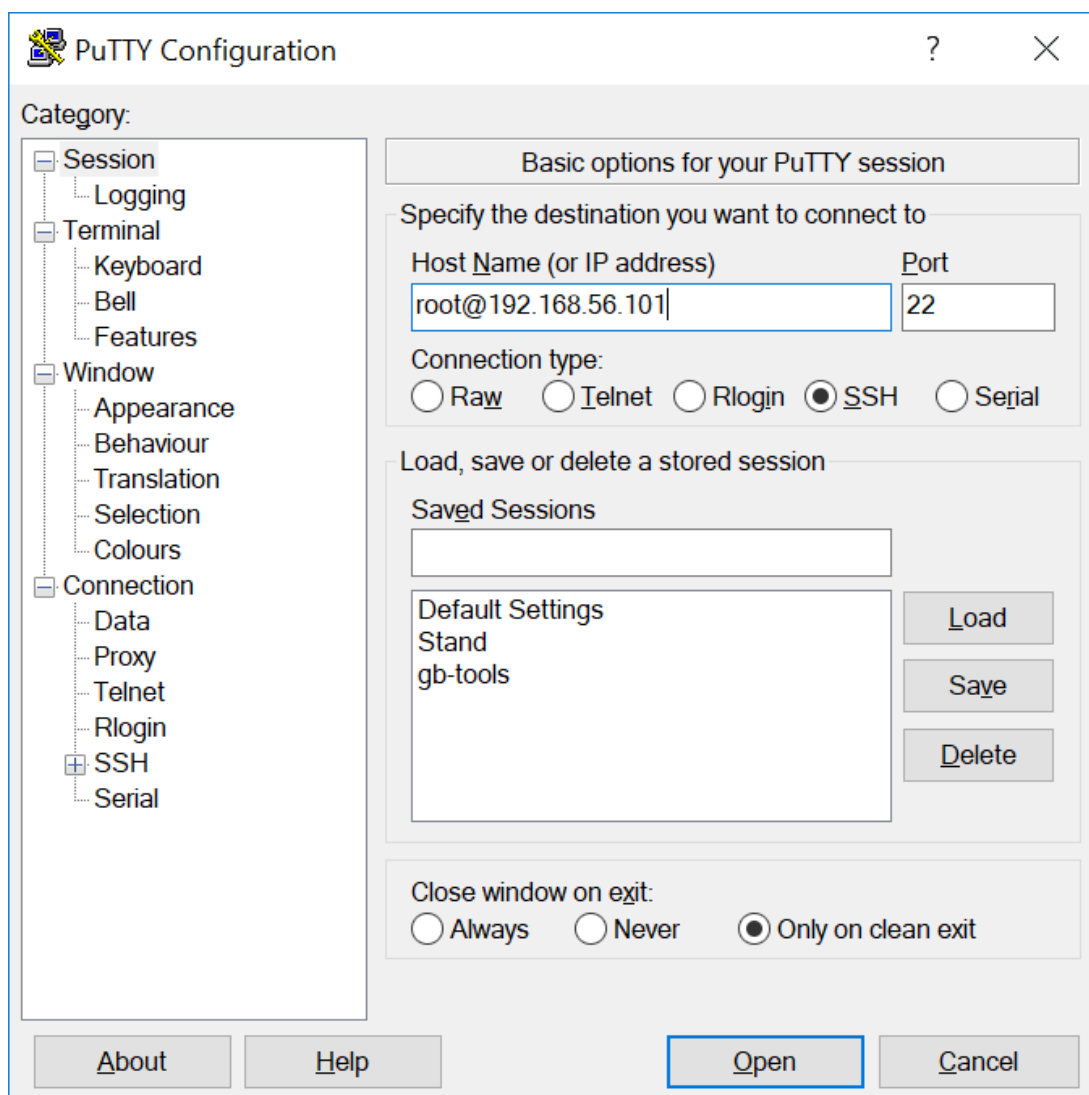 PuTTY Configuration
?
Category:
Session
Logging
Terminal
Keyboard
Bell
Features
Window
Appearance
Behaviour
Translation
Selection
Colours
Connection
Data
Proxy
Telnet
Rlogin
SSH
Serial
Basic options for your PuTTY session
Specify the destination you want to connect to
Host Name (or IP address) Port
root@192.168.56.101 22
Connection type:
Raw Telnet Rlogin SSH Serial
Load, save or delete a stored session
Saved Sessions
Default Settings
Stand
gb-tools
Load
Save
Delete
Close window on exit:
Always Never Only on clean exit
About Help Open Cancel